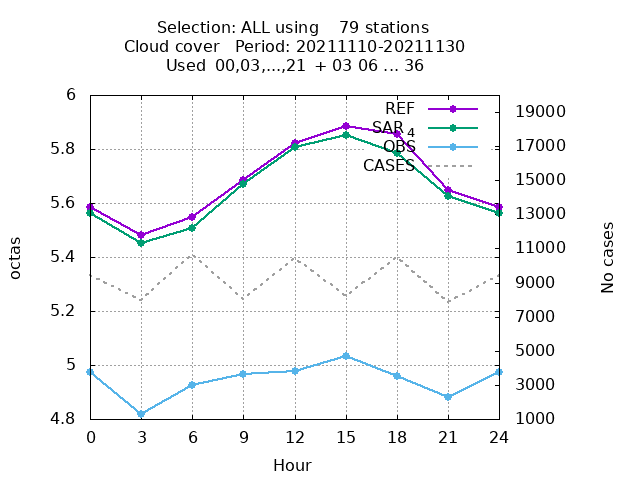 Selection: ALL using    79 stations
Cloud cover   Period: 20211110-20211130
Used  00,03,...,21  + 03 06 ... 36
6
5.8
5.6
5.4
5.2
5
4.8
octas
REF
SAR 4
OBS
CASES
19000
17000
15000
13000
11000
9000
7000
5000
3000
1000
No cases
0 3 6 9 12 15 18 21 24
Hour